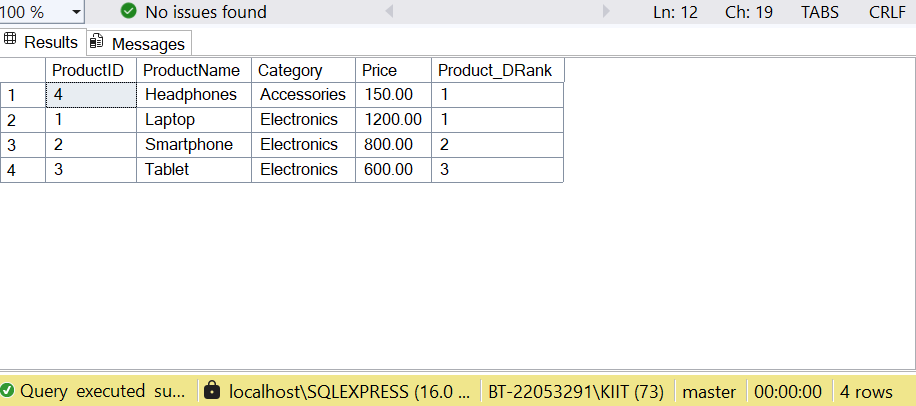 100 % No issues found Ln: 12 Ch: 19 TABS CRLF
Results Messages
ProductID ProductName Category Price Product_DRank
1 4 Headphones Accessories 150.00 1
2 1 Laptop Electronics 1200.00 1
3 2 Smartphone Electronics 800.00 2
4 3 Tablet Electronics 600.00 3
Query executed su... localhost\SQLEXPRESS (16.0 ... BT-22053291\KIIT (73) master 00:00:00 4 rows